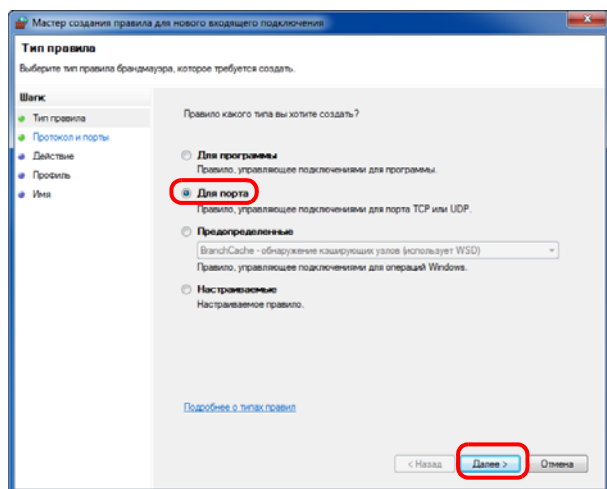 Мастер создания правила для нового входящего подключения
Тип правила
Выберите тип правила брандмауэра, которое требуется создать.
Шаги:
Тип правила
Протокол и порты
Действие
Профиль
Имя
Правило какого типа вы хотите создать?
Для программы
Правило, управляющее подключениями для программы.
Для порта
Правило, управляющее подключениями для порта TCP или UDP.
Предопределенные
BranchCache - обнаружение кэширующих узлов (использует WSD)
Правило, управляющее подключениями для операций Windows.
Настраиваемые
Настраиваемое правило.
Подробнее о типах правил
< Назад
Далее >
Отмена